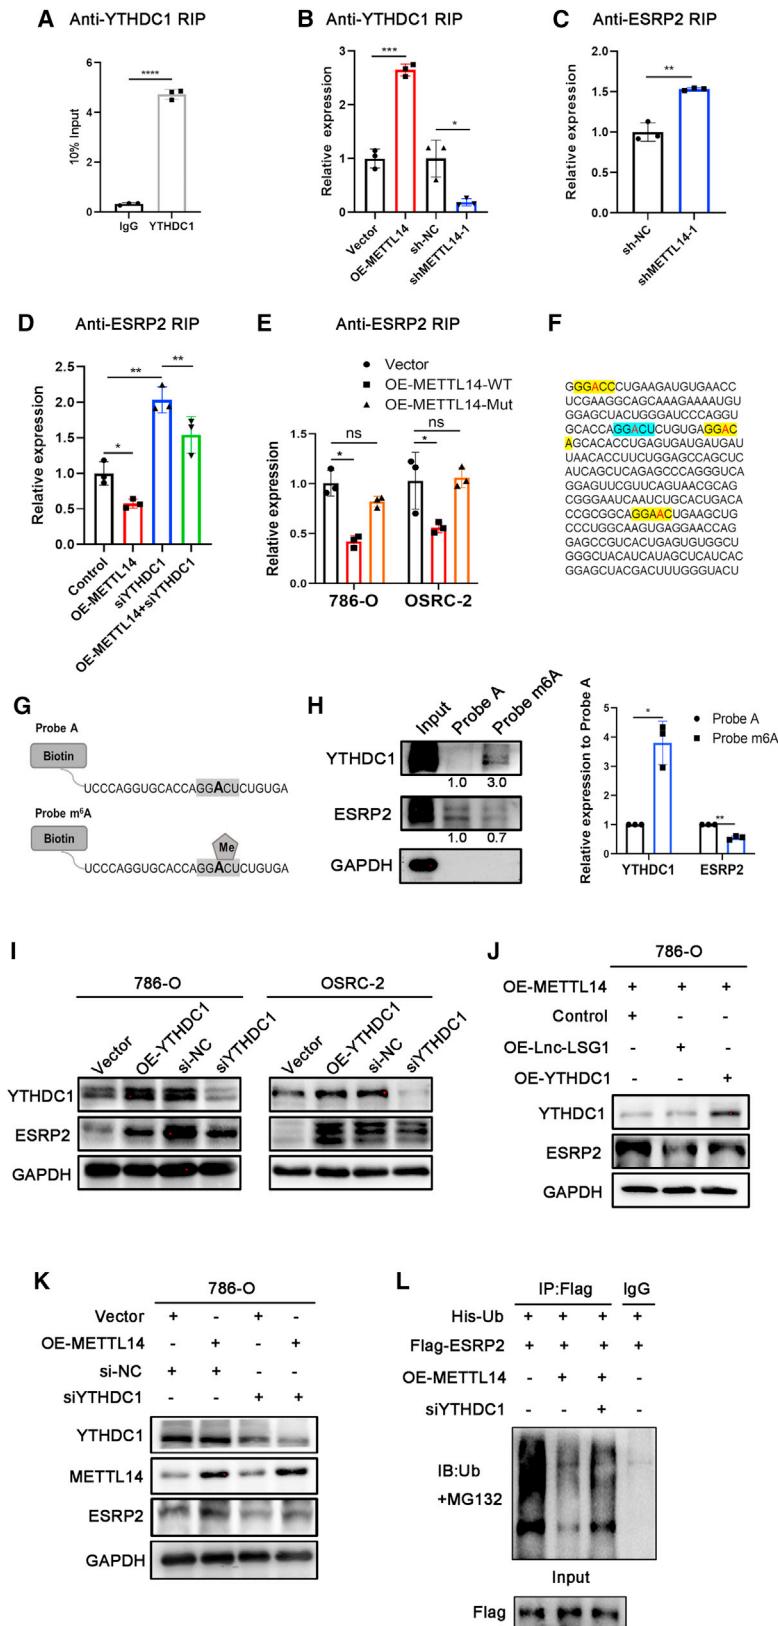 A Anti-YTHDC1 RIP
10% Input
6
4
2
0
IgG YTHDC1
****
B Anti-YTHDC1 RIP
Relative expression
3
2
1
0
***
*
Vector
OE-METTL14
sh-NC
shMETTL14-1
C Anti-ESRP2 RIP
Relative expression
2.0
1.5
1.0
0.5
0.0
**
sh-NC
shMETTL14-1
D Anti-ESRP2 RIP
Relative expression
2.5
2.0
1.5
1.0
0.5
0.0
**
**
*
Control
OE-METTL14
siYTHDC1
OE-METTL14+siYTHDC1
E Anti-ESRP2 RIP
Vector
OE-METTL14-WT
OE-METTL14-Mut
Relative expression
1.5
1.0
0.5
0.0
ns
*
ns
*
786-O OSRC-2
F
GGGACCCUGAAGAUGUGAACC
UCGAAGGCAGCAAAGAAAAUGU
GGAGCUACUGGGAUCCCAGGU
GCACCAGGACUCUGUGAGGAC
AGCACACCUGAGUGAUGAUGAU
UAACACCUUCUGGAGCCAGCUC
AUCAGCUCAGAGCCCAGGGUCA
GGAGUUCGUUCAGUAACGCAG
CGGGAAUCAAUCUGCACUGACA
CCGCGGCAGGAACUGAAGCUG
CCCUGGCAAGUGAGGAACCAG
GAGCCGUCACUGAGUGUGGCU
GGGCUACAUCAUAGCUCAUCAC
GGAGCUACGACUUUGGGUACU
G
Probe A
Biotin
UCCCAGGUGCACCAGGACUCUGUGA
Probe m⁶A
Biotin
Me
UCCCAGGUGCACCAGGACUCUGUGA
H
Input Probe A Probe m6A
YTHDC1
1.0 3.0
ESRP2
1.0 0.7
GAPDH
Relative expression to Probe A
5
4
3
2
1
0
*
**
Probe A
Probe m6A
YTHDC1 ESRP2
I
786-O OSRC-2
Vector OE-YTHDC1 si-NC siYTHDC1 Vector OE-YTHDC1 si-NC siYTHDC1
YTHDC1
ESRP2
GAPDH
J
786-O
OE-METTL14 + + +
Control + - -
OE-Lnc-LSG1 - + -
OE-YTHDC1 - - +
YTHDC1
ESRP2
GAPDH
K
786-O
Vector + - + -
OE-METTL14 - + - +
si-NC + + - -
siYTHDC1 - - + +
YTHDC1
METTL14
ESRP2
GAPDH
L
IP:Flag IgG
His-Ub + + + +
Flag-ESRP2 + + + +
OE-METTL14 - + + -
siYTHDC1 - - + -
IB:Ub
+MG132
Input
Flag